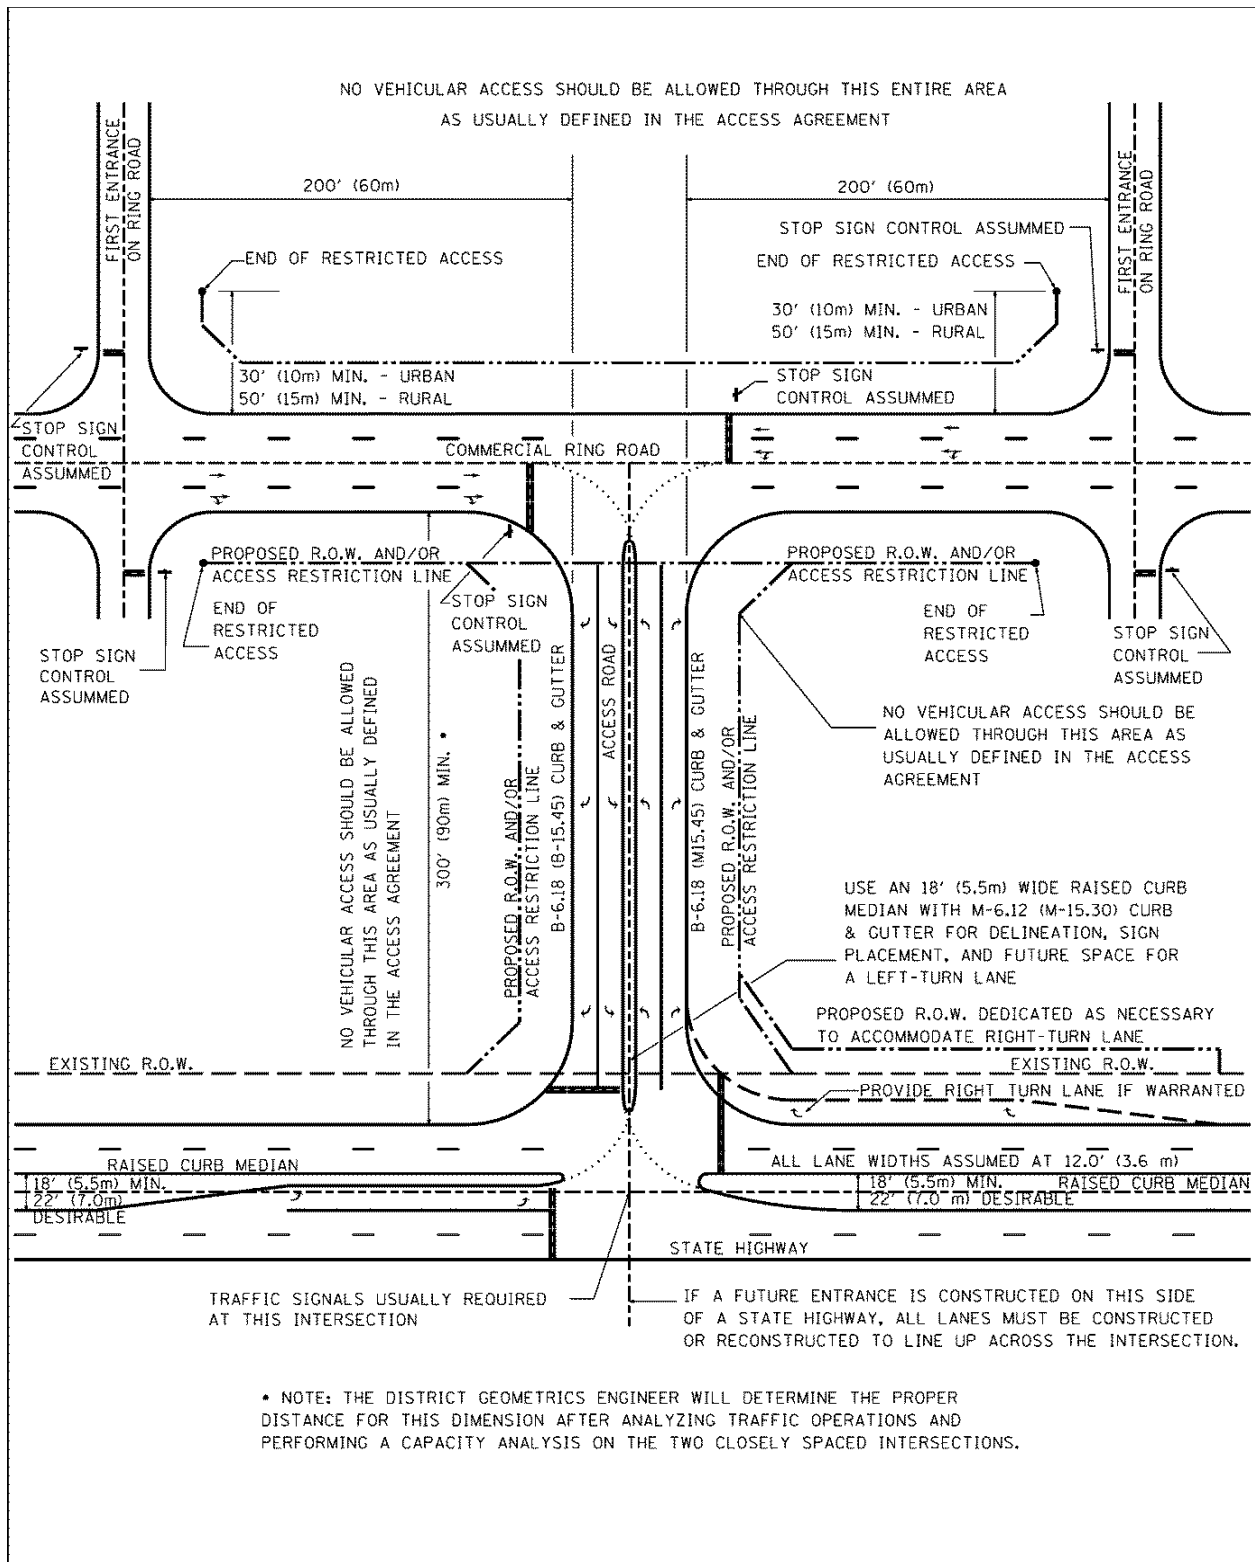 NO VEHICULAR ACCESS SHOULD BE ALLOWED THROUGH THIS ENTIRE AREA
AS USUALLY DEFINED IN THE ACCESS AGREEMENT
FIRST ENTRANCE
ON RING ROAD
200' (60m)
200' (60m)
FIRST ENTRANCE
ON RING ROAD
STOP SIGN CONTROL ASSUMMED
END OF RESTRICTED ACCESS
END OF RESTRICTED ACCESS
30' (10m) MIN. - URBAN
50' (15m) MIN. - RURAL
30' (10m) MIN. - URBAN
50' (15m) MIN. - RURAL
STOP SIGN
CONTROL ASSUMMED
STOP SIGN
CONTROL
ASSUMMED
COMMERCIAL RING ROAD
PROPOSED R.O.W. AND/OR
ACCESS RESTRICTION LINE
PROPOSED R.O.W. AND/OR
ACCESS RESTRICTION LINE
END OF
RESTRICTED
ACCESS
STOP SIGN
CONTROL
ASSUMMED
END OF
RESTRICTED
ACCESS
STOP SIGN
CONTROL
ASSUMMED
STOP SIGN
CONTROL
ASSUMMED
NO VEHICULAR ACCESS SHOULD BE ALLOWED
THROUGH THIS AREA AS USUALLY DEFINED
IN THE ACCESS AGREEMENT
300' (90m) MIN. *
PROPOSED R.O.W. AND/OR
ACCESS RESTRICTION LINE
B-6.18 (B-15.45) CURB & GUTTER
ACCESS ROAD
B-6.18 (M15.45) CURB & GUTTER
PROPOSED R.O.W. AND/OR
ACCESS RESTRICTION LINE
NO VEHICULAR ACCESS SHOULD BE
ALLOWED THROUGH THIS AREA AS
USUALLY DEFINED IN THE ACCESS
AGREEMENT
USE AN 18' (5.5m) WIDE RAISED CURB
MEDIAN WITH M-6.12 (M-15.30) CURB
& GUTTER FOR DELINEATION, SIGN
PLACEMENT, AND FUTURE SPACE FOR
A LEFT-TURN LANE
PROPOSED R.O.W. DEDICATED AS NECESSARY
TO ACCOMMODATE RIGHT-TURN LANE
EXISTING R.O.W.
EXISTING R.O.W.
PROVIDE RIGHT TURN LANE IF WARRANTED
RAISED CURB MEDIAN
ALL LANE WIDTHS ASSUMED AT 12.0' (3.6 m)
18' (5.5m) MIN.
22' (7.0m)
DESIRABLE
18' (5.5m) MIN.
22' (7.0 m) DESIRABLE
RAISED CURB MEDIAN
STATE HIGHWAY
TRAFFIC SIGNALS USUALLY REQUIRED
AT THIS INTERSECTION
IF A FUTURE ENTRANCE IS CONSTRUCTED ON THIS SIDE
OF A STATE HIGHWAY, ALL LANES MUST BE CONSTRUCTED
OR RECONSTRUCTED TO LINE UP ACROSS THE INTERSECTION.
* NOTE: THE DISTRICT GEOMETRICS ENGINEER WILL DETERMINE THE PROPER
DISTANCE FOR THIS DIMENSION AFTER ANALYZING TRAFFIC OPERATIONS AND
PERFORMING A CAPACITY ANALYSIS ON THE TWO CLOSELY SPACED INTERSECTIONS.